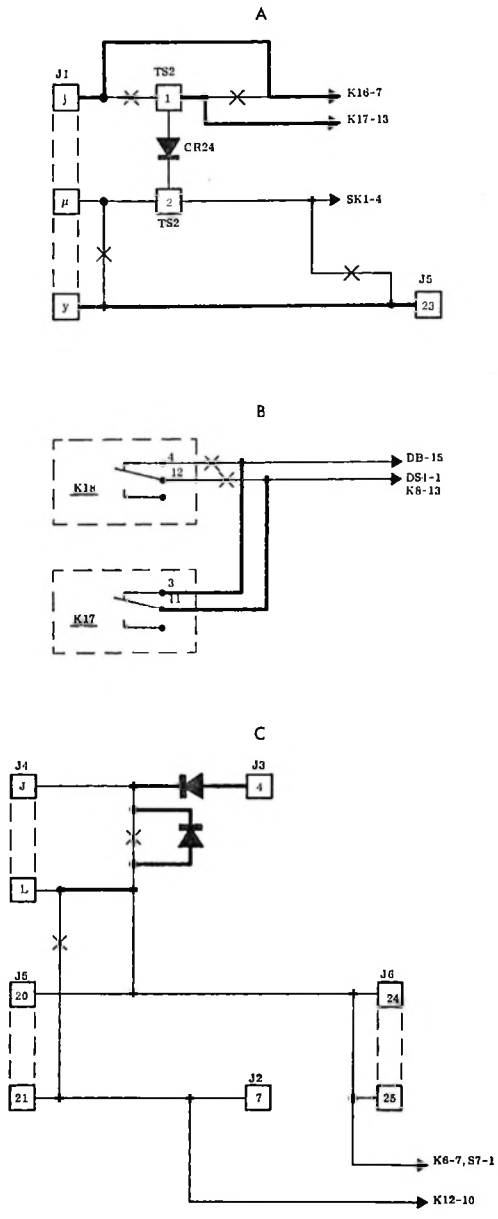 A
J1
TS2
j
1
K16-7
K17-13
CR24
μ
2
SK1-4
TS2
J5
y
23
B
4
DB-15
12
DS1-1
K18
K8-13
3
11
K17
C
J4
J3
J
4
L
J5
J6
20
24
J2
21
7
25
K6-7, S7-1
K12-10